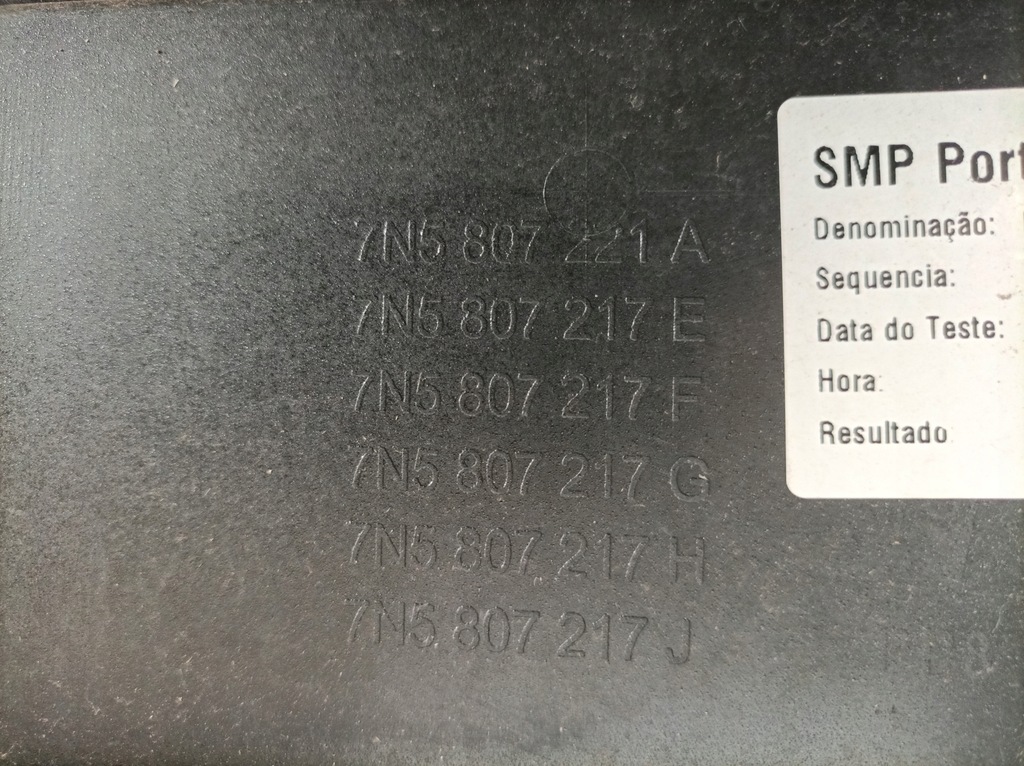 7N5 807 221 A
7N5 807 217 E
7N5 807 217 F
7N5 807 217 G
7N5 807 217 H
7N5 807 217 J
SMP Port
Denominação:
Sequencia:
Data do Teste:
Hora:
Resultado